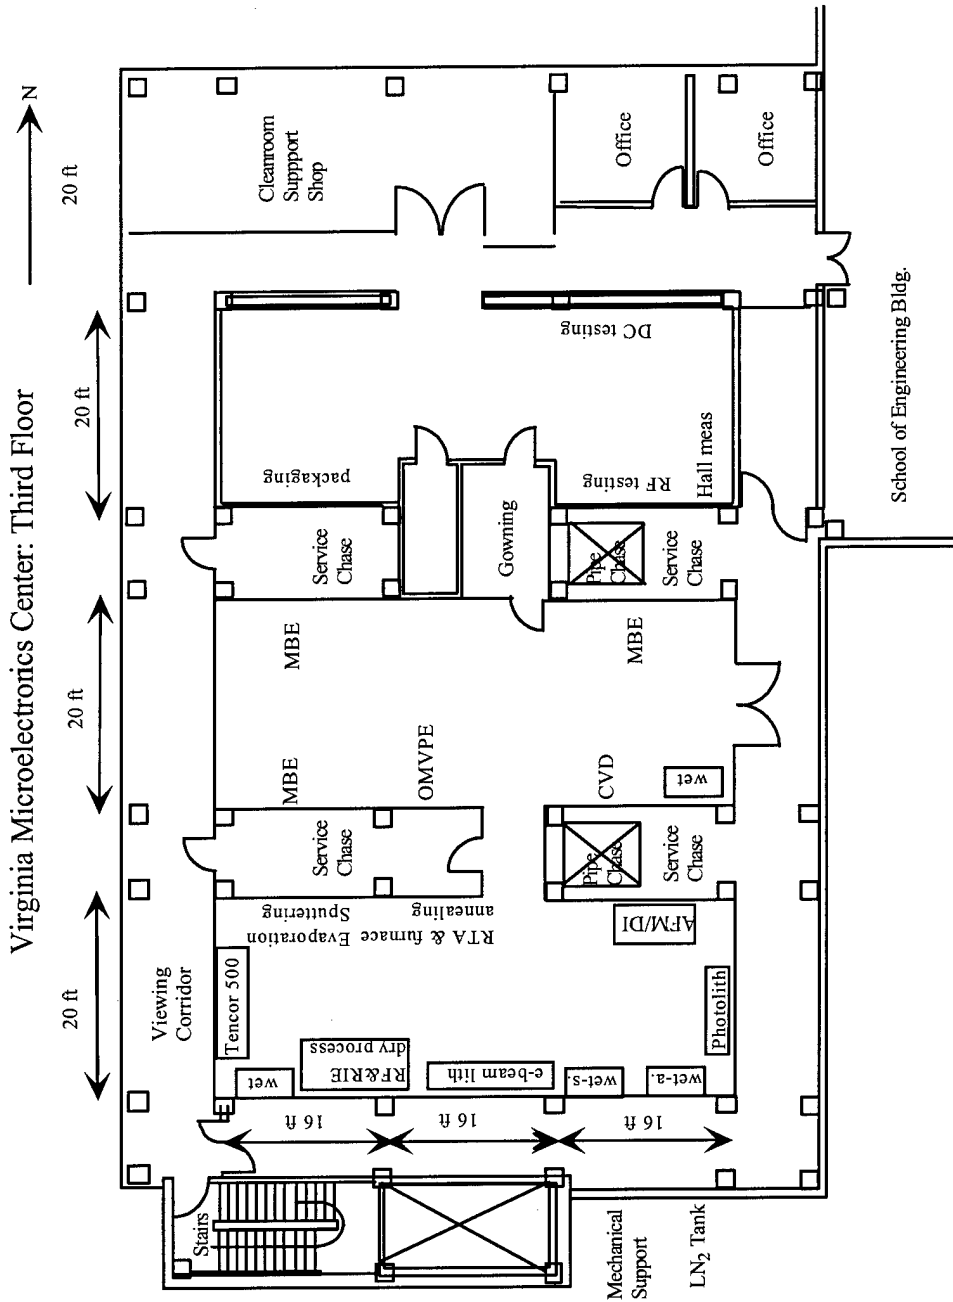 Virginia Microelectronics Center: Third Floor
N
20 ft
20 ft
20 ft
20 ft
Viewing
Corridor
Cleanroom
Suppport
Shop
Office
Office
Service
Chase
Service
Chase
packaging
DC testing
RF testing
Hall meas
Gowning
Pipe
Chase
Service
Chase
Pipe
Chase
Service
Chase
MBE
MBE
MBE
OMVPE
CVD
wet
Tencor 500
Sputtering
Evaporation
RTA & furnace
annealing
AFM/DI
Photolith
wet
RF&RIE
dry process
e-beam lith
wet-s.
wet-a.
16 ft
16 ft
16 ft
Stairs
Mechanical
Support
LN₂ Tank
School of Engineering Bldg.